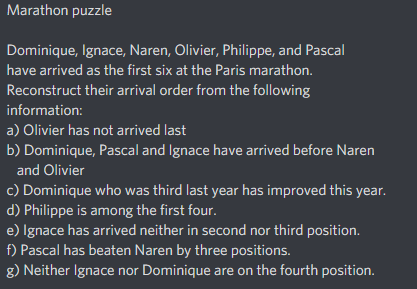 Marathon puzzle
Dominique, Ignace, Naren, Olivier, Philippe, and Pascal
have arrived as the first six at the Paris marathon.
Reconstruct their arrival order from the following
information:
a) Olivier has not arrived last
b) Dominique, Pascal and Ignace have arrived before Naren
and Olivier
c) Dominique who was third last year has improved this year.
d) Philippe is among the first four.
e) Ignace has arrived neither in second nor third position.
f) Pascal has beaten Naren by three positions.
g) Neither Ignace nor Dominique are on the fourth position.